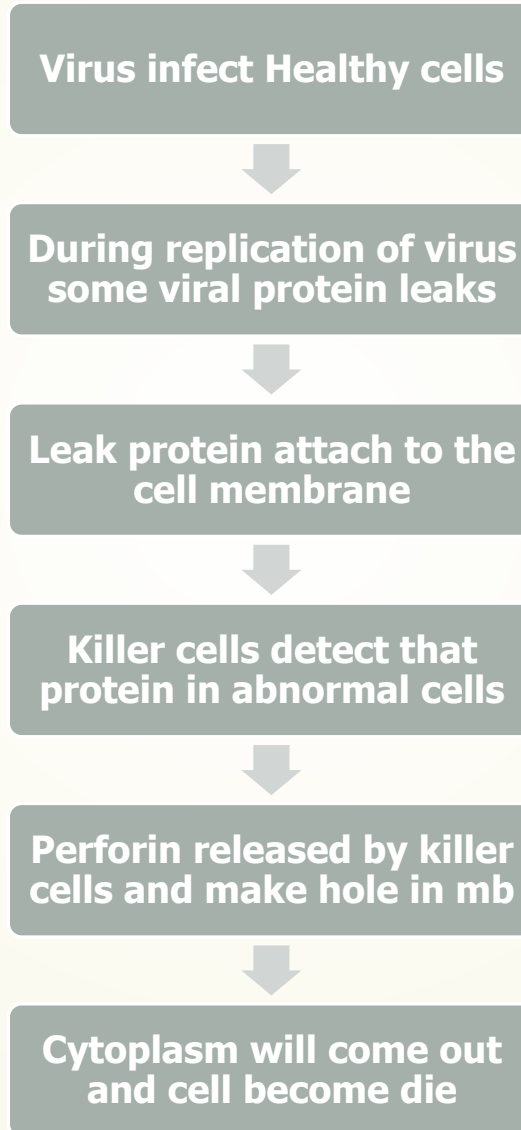 Virus infect Healthy cells
During replication of virus
some viral protein leaks
Leak protein attach to the
cell membrane
Killer cells detect that
protein in abnormal cells
Perforin released by killer
cells and make hole in mb
Cytoplasm will come out
and cell become die